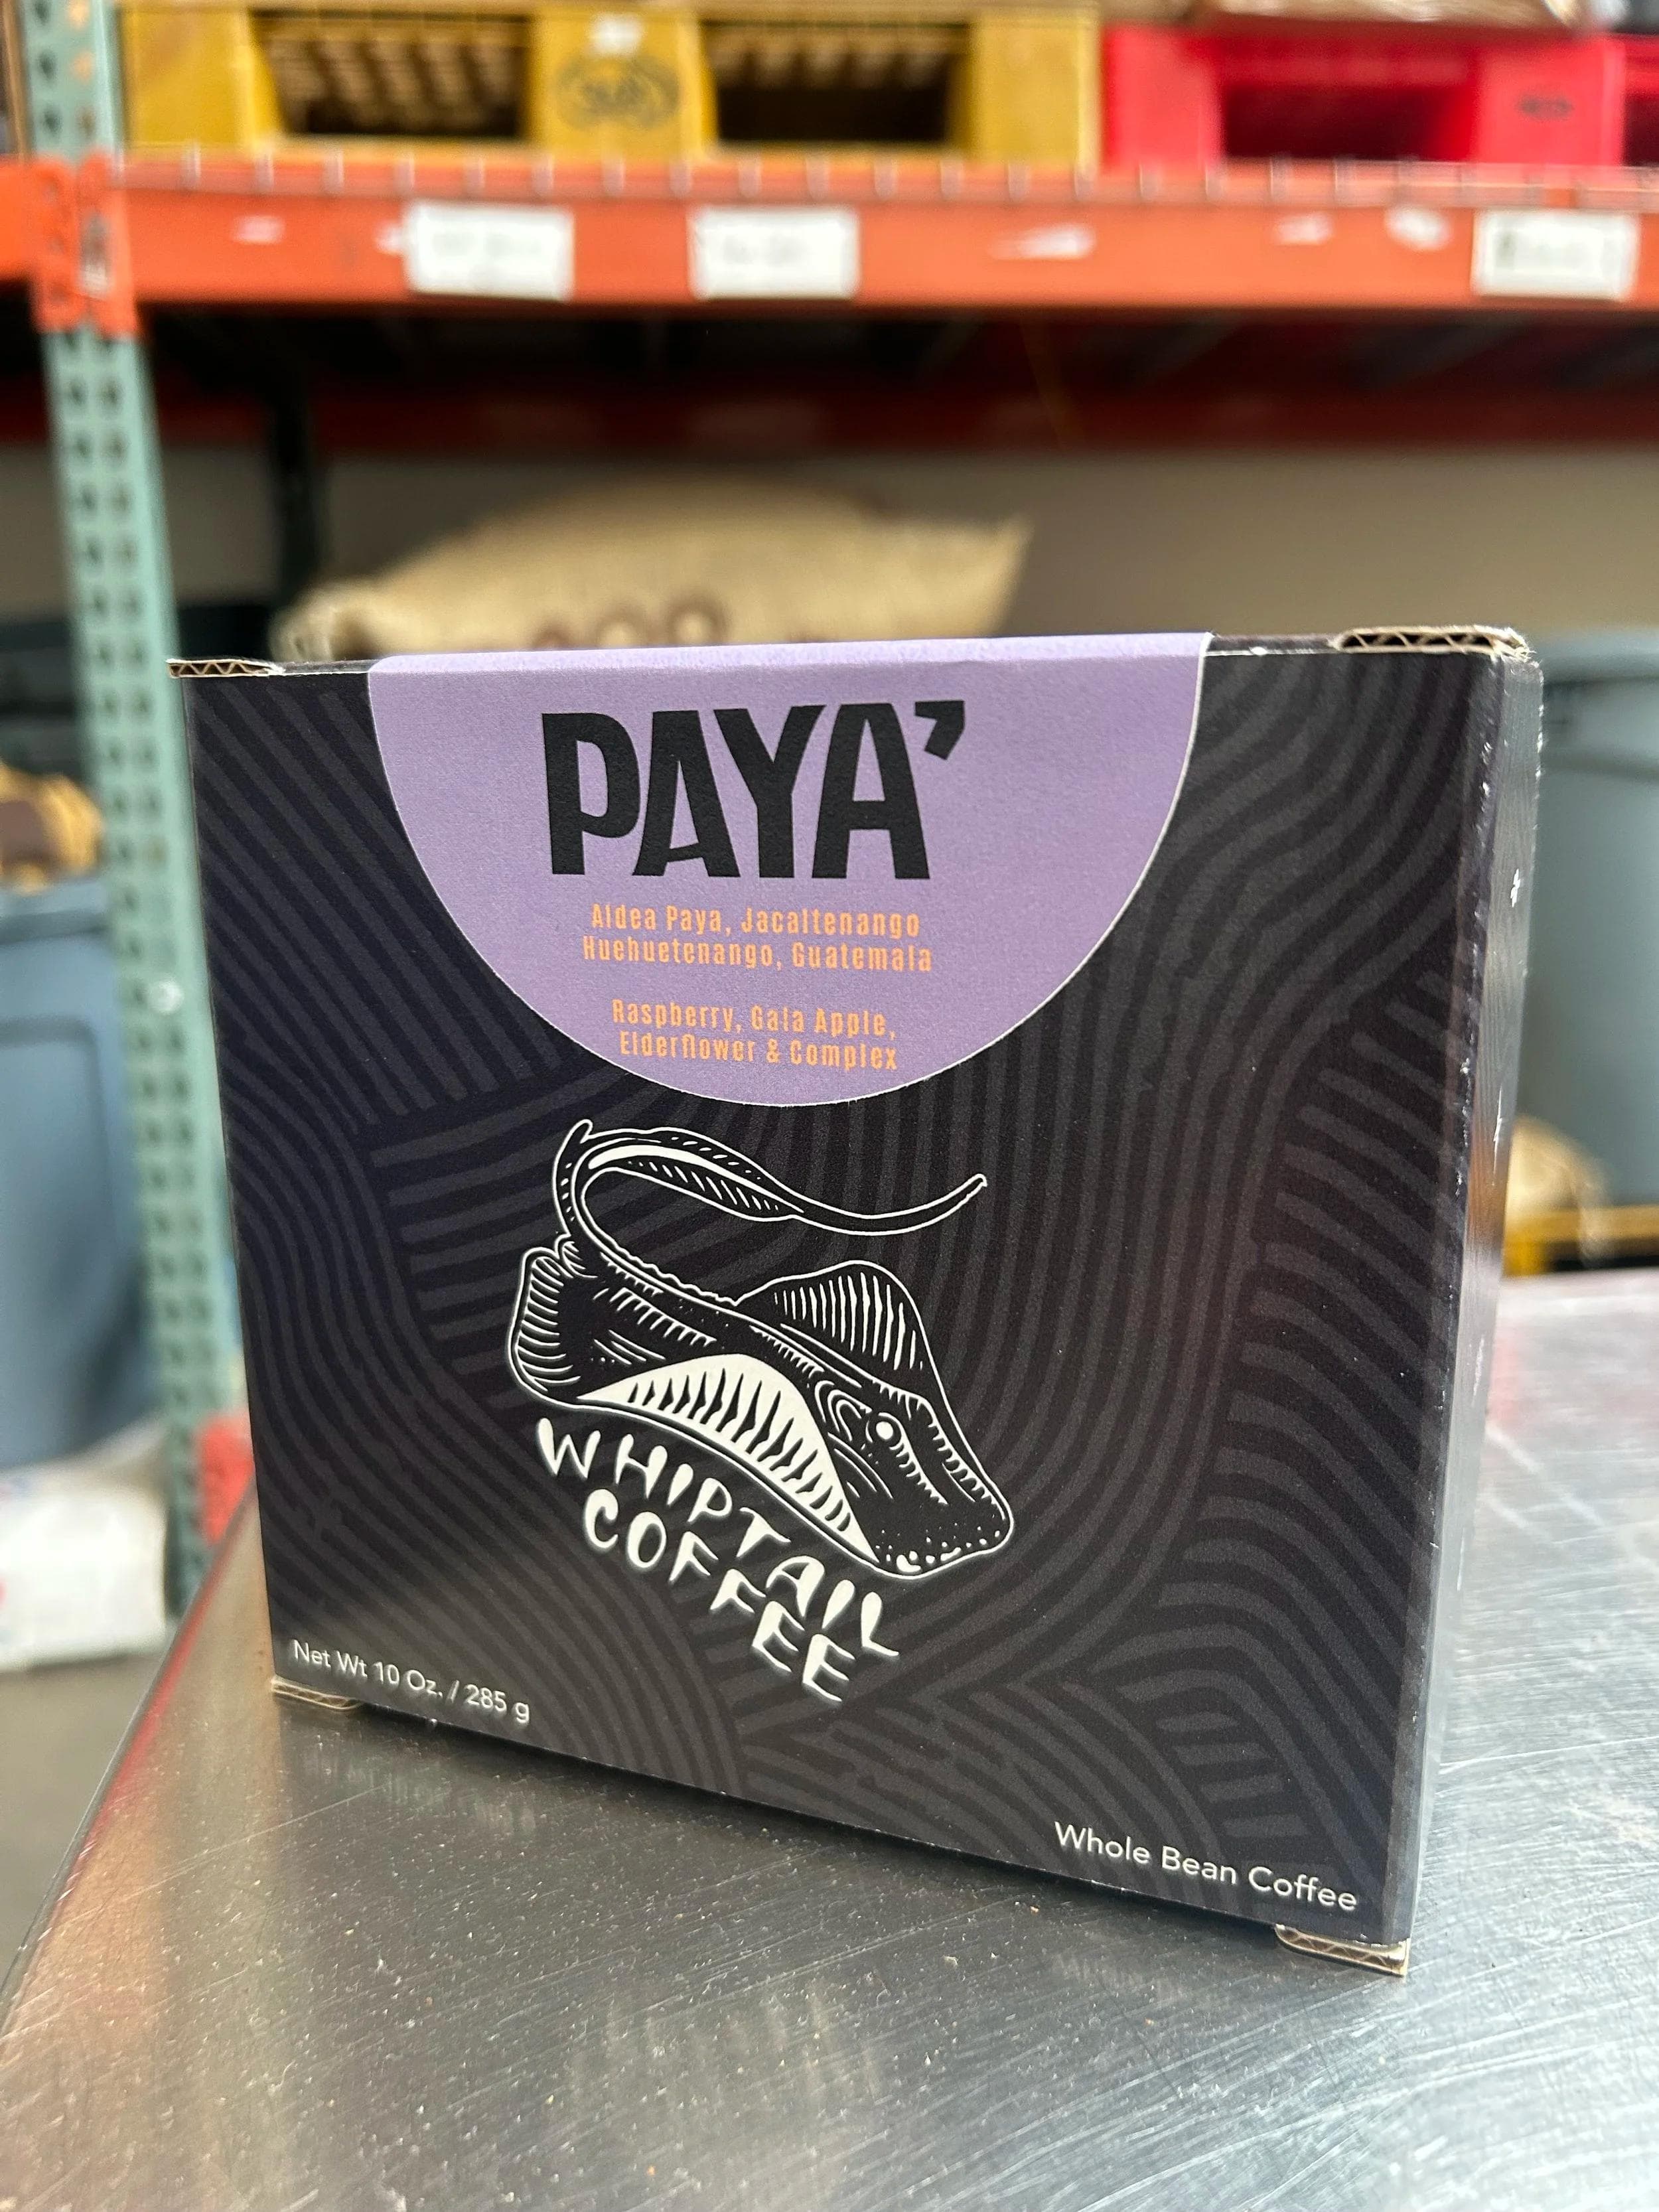 PAYA’
Aldea Paya, Jacaltenango
Huehuetenango, Guatemala
Raspberry, Gala Apple,
Elderflower & Complex
WHIPTAIL
COFFEE
Net Wt 10 Oz. / 285 g
Whole Bean Coffee